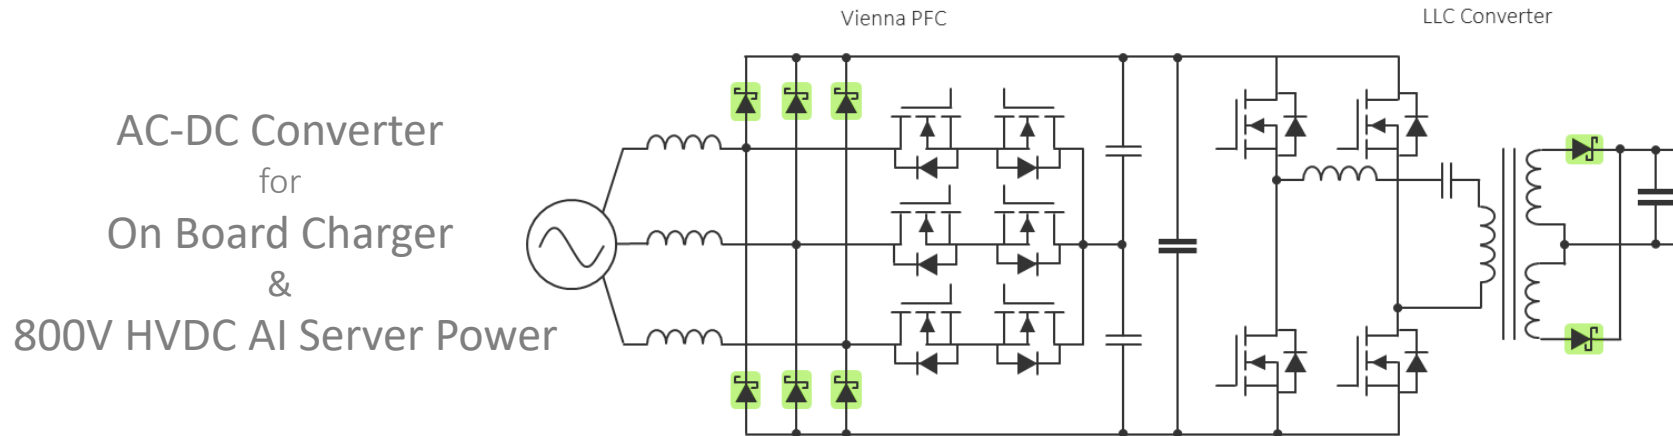 Vienna PFC
LLC Converter
AC-DC Converter
for
On Board Charger
&
800V HVDC AI Server Power